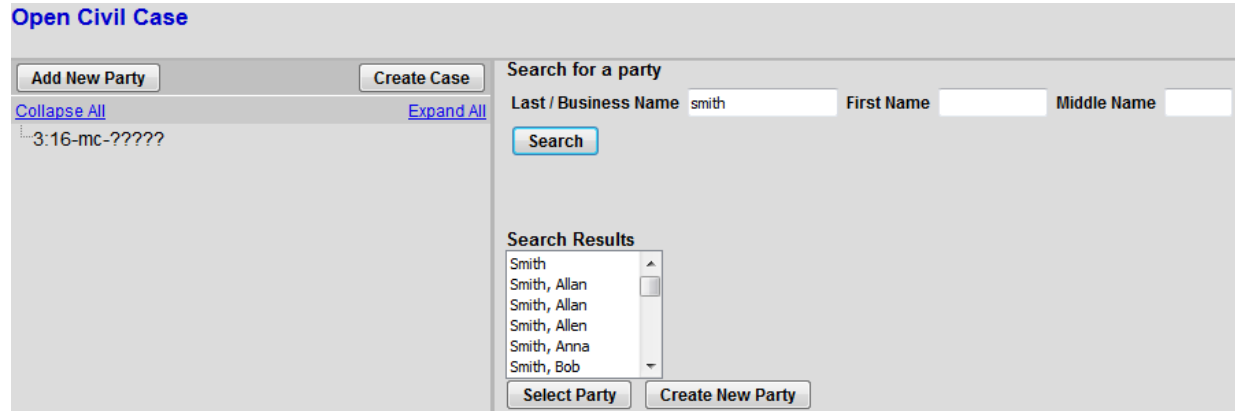 Open Civil Case
Add New Party Create Case
Collapse All Expand All
3:16-mc-?????
Search for a party
Last / Business Name smith First Name Middle Name
Search
Search Results
Smith
Smith, Allan
Smith, Allan
Smith, Allen
Smith, Anna
Smith, Bob
Select Party Create New Party